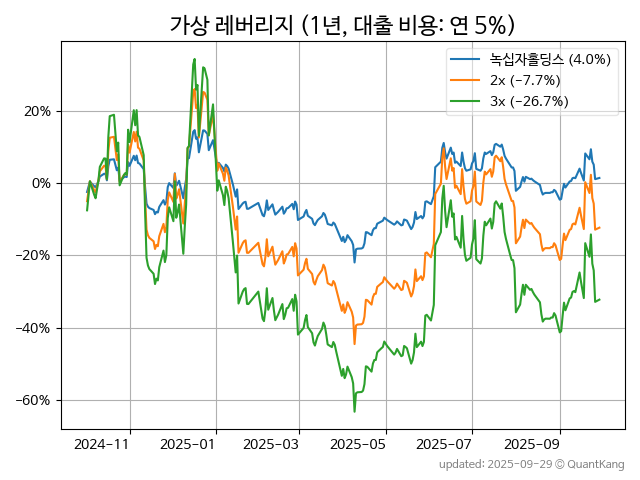 가상 레버리지 (1년, 대출 비용: 연 5%)
녹십자홀딩스 (4.0%)
2x (-7.7%)
3x (-26.7%)
20%
0%
-20%
-40%
-60%
2024-11 2025-01 2025-03 2025-05 2025-07 2025-09
updated: 2025-09-29 © QuantKang